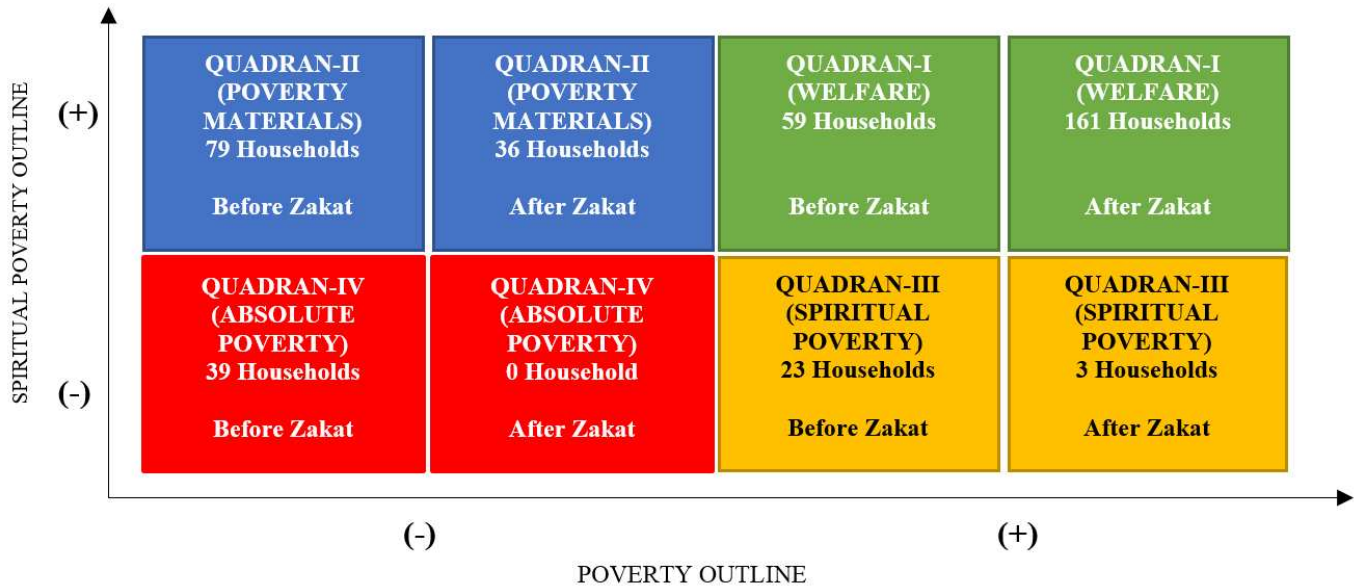 SPIRITUAL POVERTY OUTLINE
(+)
(-)
QUADRAN-II
(POVERTY
MATERIALS)
79 Households
Before Zakat
QUADRAN-II
(POVERTY
MATERIALS)
36 Households
After Zakat
QUADRAN-I
(WELFARE)
59 Households
Before Zakat
QUADRAN-I
(WELFARE)
161 Households
After Zakat
QUADRAN-IV
(ABSOLUTE
POVERTY)
39 Households
Before Zakat
QUADRAN-IV
(ABSOLUTE
POVERTY)
0 Household
After Zakat
QUADRAN-III
(SPIRITUAL
POVERTY)
23 Households
Before Zakat
QUADRAN-III
(SPIRITUAL
POVERTY)
3 Households
After Zakat
(-)
(+)
POVERTY OUTLINE